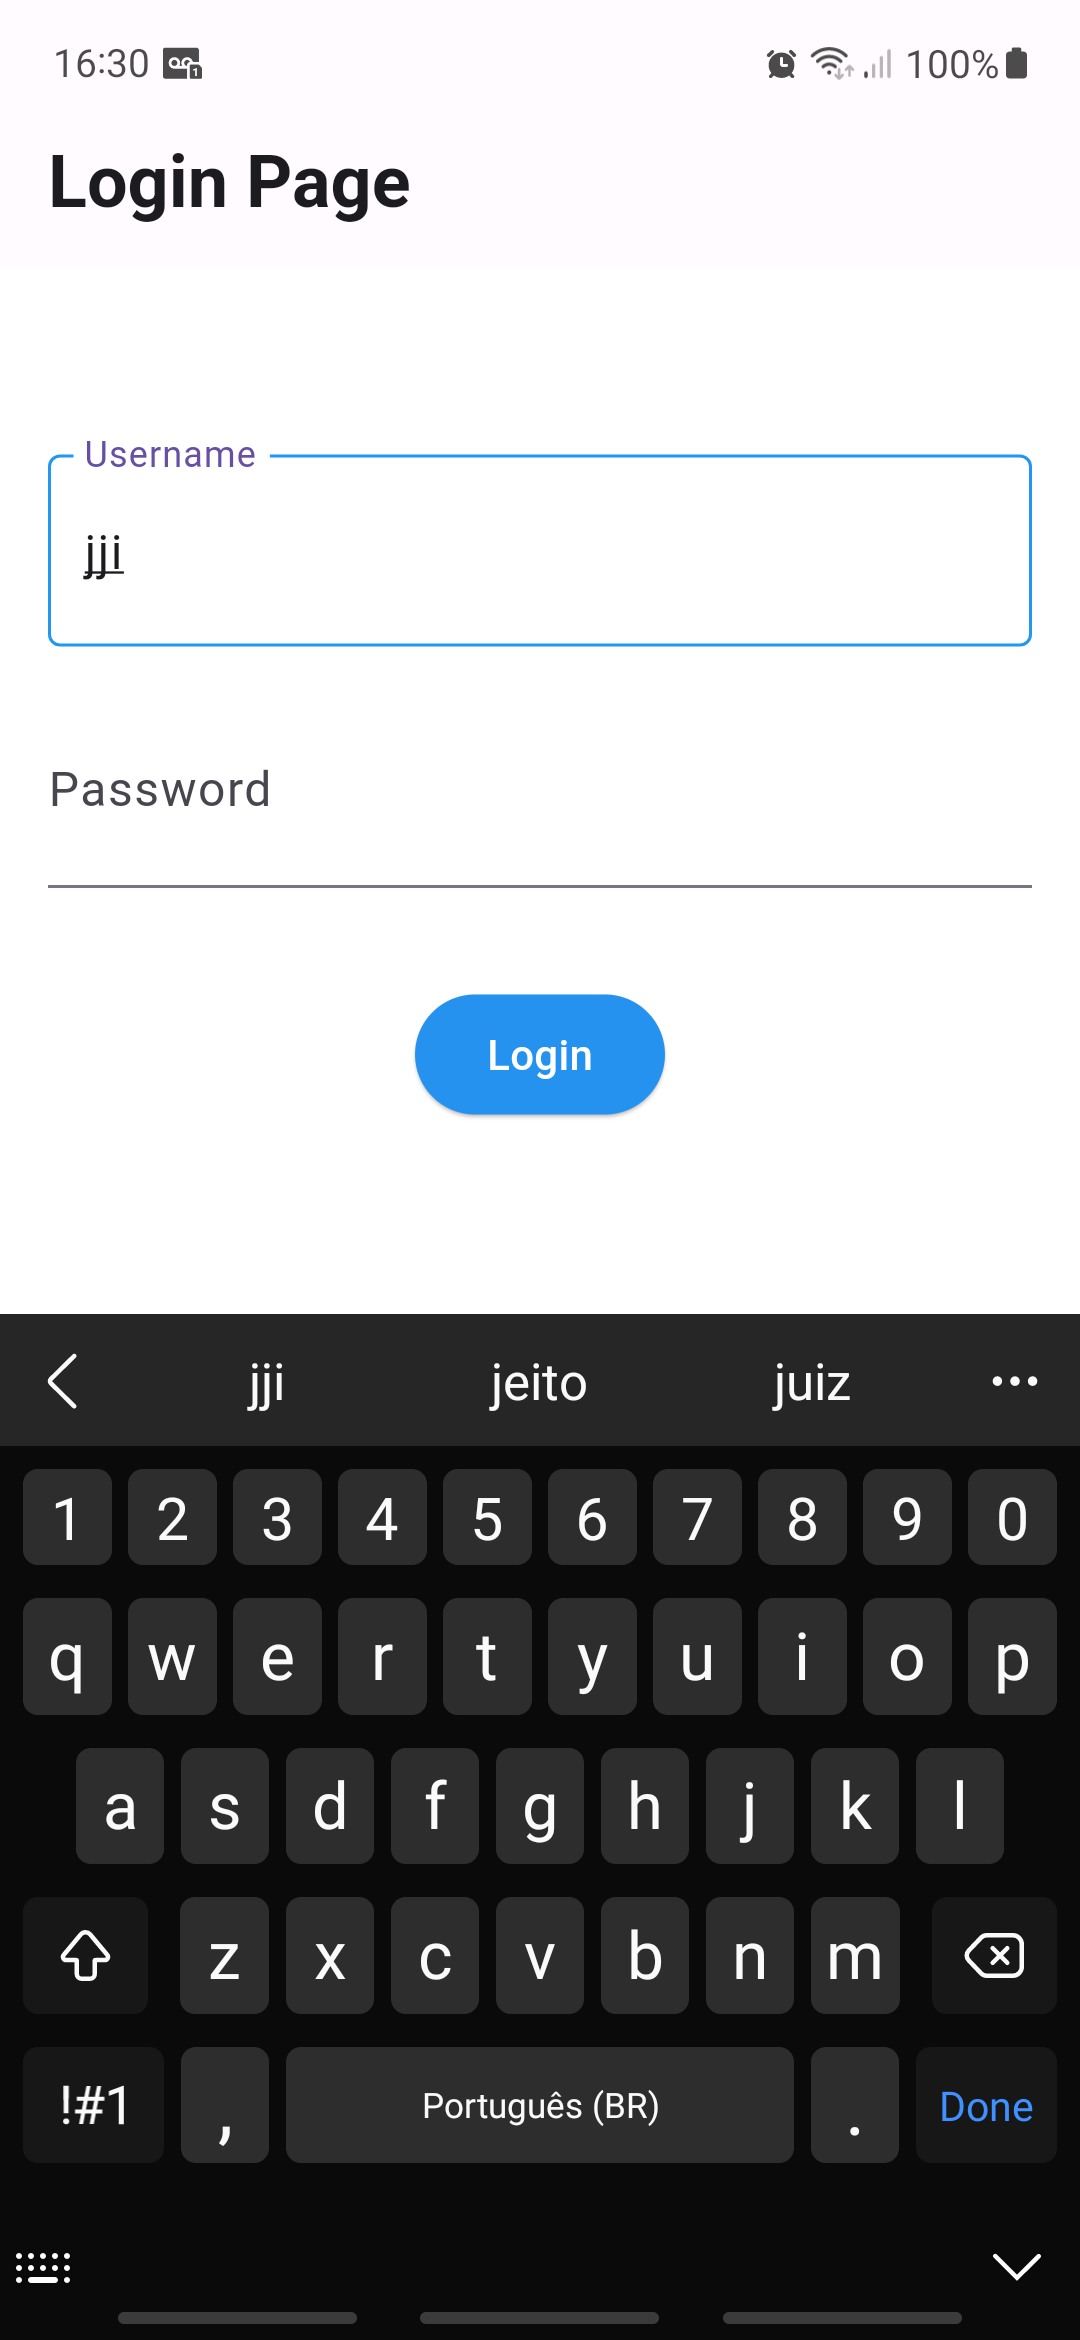 16:30 100%
Login Page
Username
jji
Password
Login
jji jeito juiz
1 2 3 4 5 6 7 8 9 0
q w e r t y u i o p
a s d f g h j k l
z x c v b n m
!#1 , Português (BR) . Done